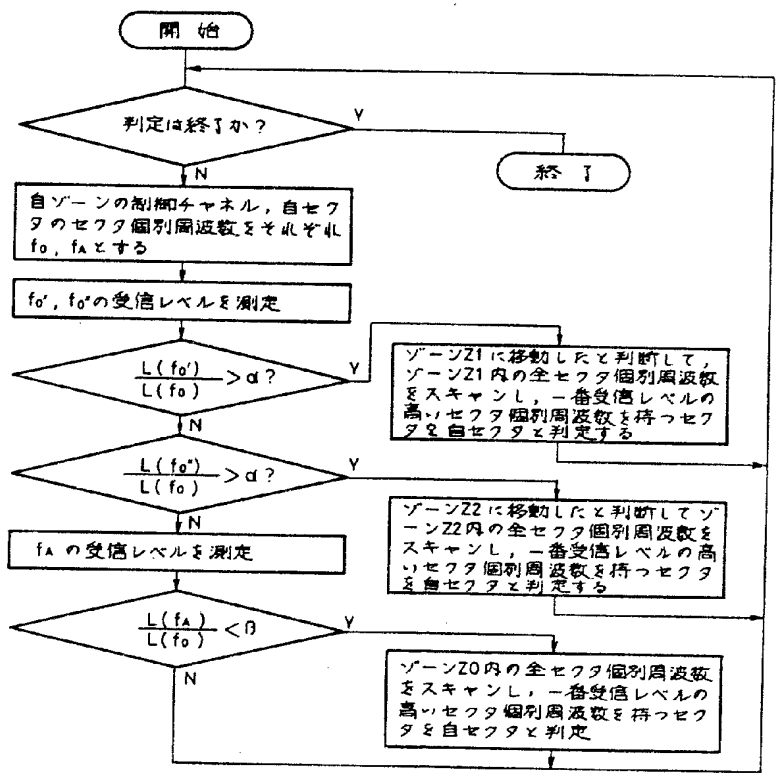 開始
判定は終了か?
Y
N
終了
自ゾーンの制御チャネル,自セク
タのセクタ個別周波数をそれぞれ
f0, fAとする
f0', f0"の受信レベルを測定
L(f0')
L(f0)
>α?
Y
N
ゾーンZ1に移動したと判断して,
ゾーンZ1内の全セクタ個別周波数
をスキャンし,一番受信レベルの
高いセクタ個別周波数を持つセク
タを自セクタと判定する
L(f0")
L(f0)
>α?
Y
N
ゾーンZ2に移動したと判断してゾ
ーンZ2内の全セクタ個別周波数を
スキャンし,一番受信レベルの高
いセクタ個別周波数を持つセクタ
を自セクタと判定する
fAの受信レベルを測定
L(fA)
L(f0)
<β
Y
N
ゾーンZ0内の全セクタ個別周波数
をスキャンし,一番受信レベルの
高いセクタ個別周波数を持つセク
タを自セクタと判定